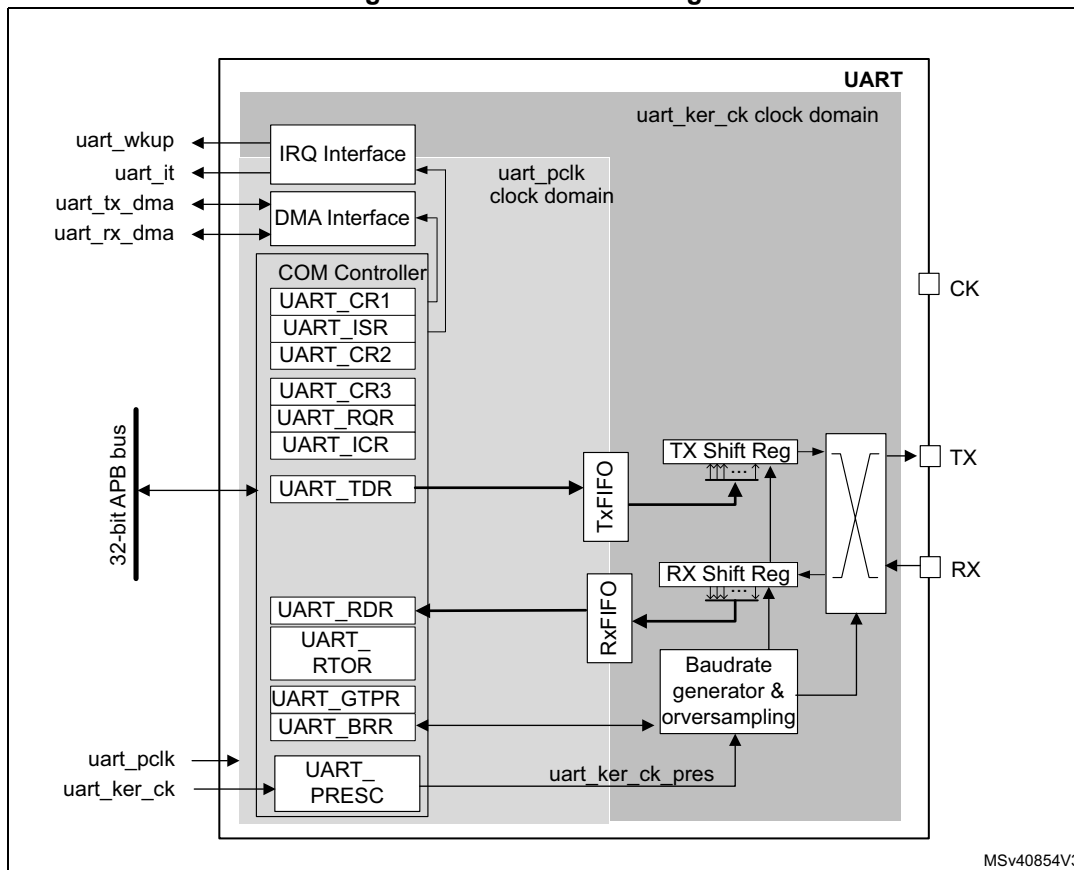 UART
uart_ker_ck clock domain
uart_wkup
IRQ Interface
uart_it
uart_pclk
clock domain
uart_tx_dma
DMA Interface
uart_rx_dma
COM Controller
UART_CR1
UART_ISR
UART_CR2
CK
UART_CR3
UART_RQR
UART_ICR
32-bit APB bus
UART_TDR
TxFIFO
TX Shift Reg
...
TX
RX Shift Reg
...
RX
RxFIFO
UART_RDR
UART_
RTOR
Baudrate
generator &
orversampling
UART_GTPR
UART_BRR
uart_pclk
uart_ker_ck
UART_
PRESC
uart_ker_ck_pres
MSv40854V3